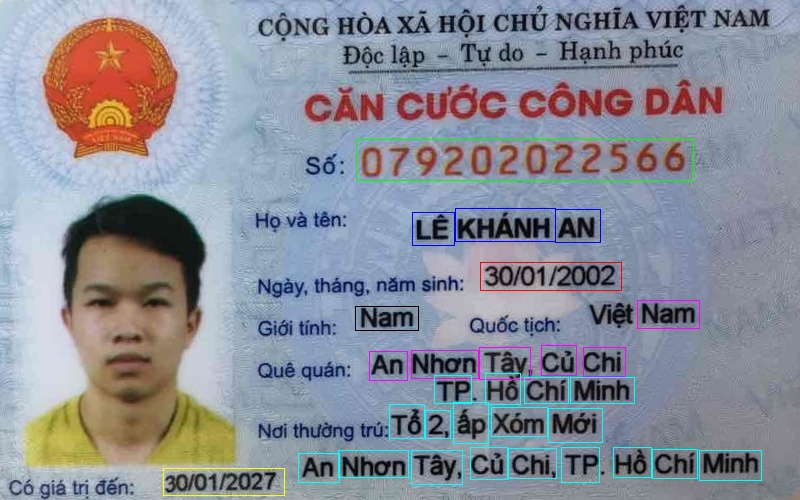 CỘNG HÒA XÃ HỘI CHỦ NGHĨA VIỆT NAM
Độc lập – Tự do – Hạnh phúc
CĂN CƯỚC CÔNG DÂN
Số: 079202022566
Họ và tên: LÊ KHÁNH AN
Ngày, tháng, năm sinh: 30/01/2002
Giới tính: Nam Quốc tịch: Việt Nam
Quê quán: An Nhơn Tây, Củ Chi
TP. Hồ Chí Minh
Nơi thường trú: Tổ 2, ấp Xóm Mới
An Nhơn Tây, Củ Chi, TP. Hồ Chí Minh
Có giá trị đến: 30/01/2027